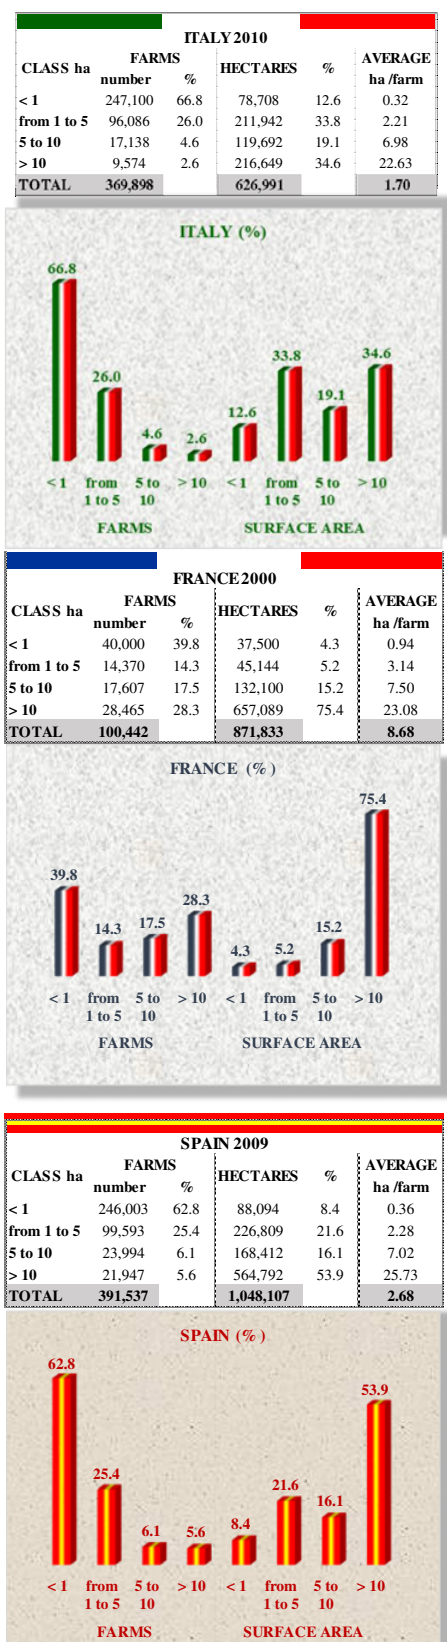 ITALY 2010
CLASS ha FARMS HECTARES % AVERAGE
number % ha /farm
< 1 247,100 66.8 78,708 12.6 0.32
from 1 to 5 96,086 26.0 211,942 33.8 2.21
5 to 10 17,138 4.6 119,692 19.1 6.98
> 10 9,574 2.6 216,649 34.6 22.63
TOTAL 369,898 626,991 1.70
ITALY (%)
66.8 26.0 4.6 2.6 12.6 33.8 19.1 34.6
< 1 from 5 to > 10 < 1 from 5 to > 10
1 to 5 10 1 to 5 10
FARMS SURFACE AREA
FRANCE 2000
CLASS ha FARMS HECTARES % AVERAGE
number % ha /farm
< 1 40,000 39.8 37,500 4.3 0.94
from 1 to 5 14,370 14.3 45,144 5.2 3.14
5 to 10 17,607 17.5 132,100 15.2 7.50
> 10 28,465 28.3 657,089 75.4 23.08
TOTAL 100,442 871,833 8.68
FRANCE (%)
39.8 14.3 17.5 28.3 4.3 5.2 15.2 75.4
< 1 from 5 to > 10 < 1 from 5 to > 10
1 to 5 10 1 to 5 10
FARMS SURFACE AREA
SPAIN 2009
CLASS ha FARMS HECTARES % AVERAGE
number % ha /farm
< 1 246,003 62.8 88,094 8.4 0.36
from 1 to 5 99,593 25.4 226,809 21.6 2.28
5 to 10 23,994 6.1 168,412 16.1 7.02
> 10 21,947 5.6 564,792 53.9 25.73
TOTAL 391,537 1,048,107 2.68
SPAIN (%)
62.8 25.4 6.1 5.6 8.4 21.6 16.1 53.9
< 1 from 5 to > 10 < 1 from 5 to > 10
1 to 5 10 1 to 5 10
FARMS SURFACE AREA